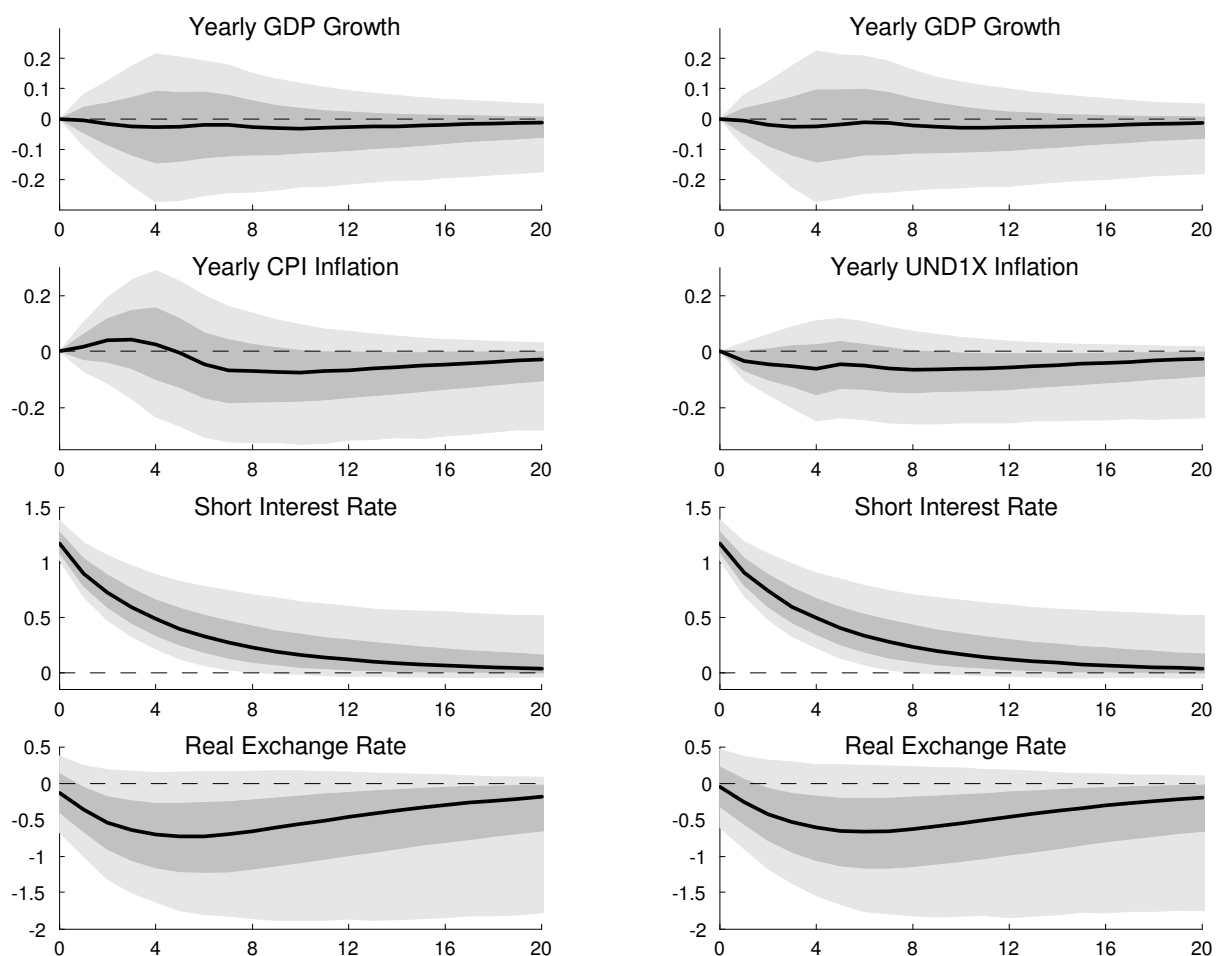 Yearly GDP Growth
0.2
0.1
0
-0.1
-0.2
0 4 8 12 16 20
Yearly GDP Growth
0.2
0.1
0
-0.1
-0.2
0 4 8 12 16 20
Yearly CPI Inflation
0.2
0
-0.2
0 4 8 12 16 20
Yearly UND1X Inflation
0.2
0
-0.2
0 4 8 12 16 20
Short Interest Rate
1.5
1
0.5
0
0 4 8 12 16 20
Short Interest Rate
1.5
1
0.5
0
0 4 8 12 16 20
Real Exchange Rate
0.5
0
-0.5
-1
-1.5
-2
0 4 8 12 16 20
Real Exchange Rate
0.5
0
-0.5
-1
-1.5
-2
0 4 8 12 16 20